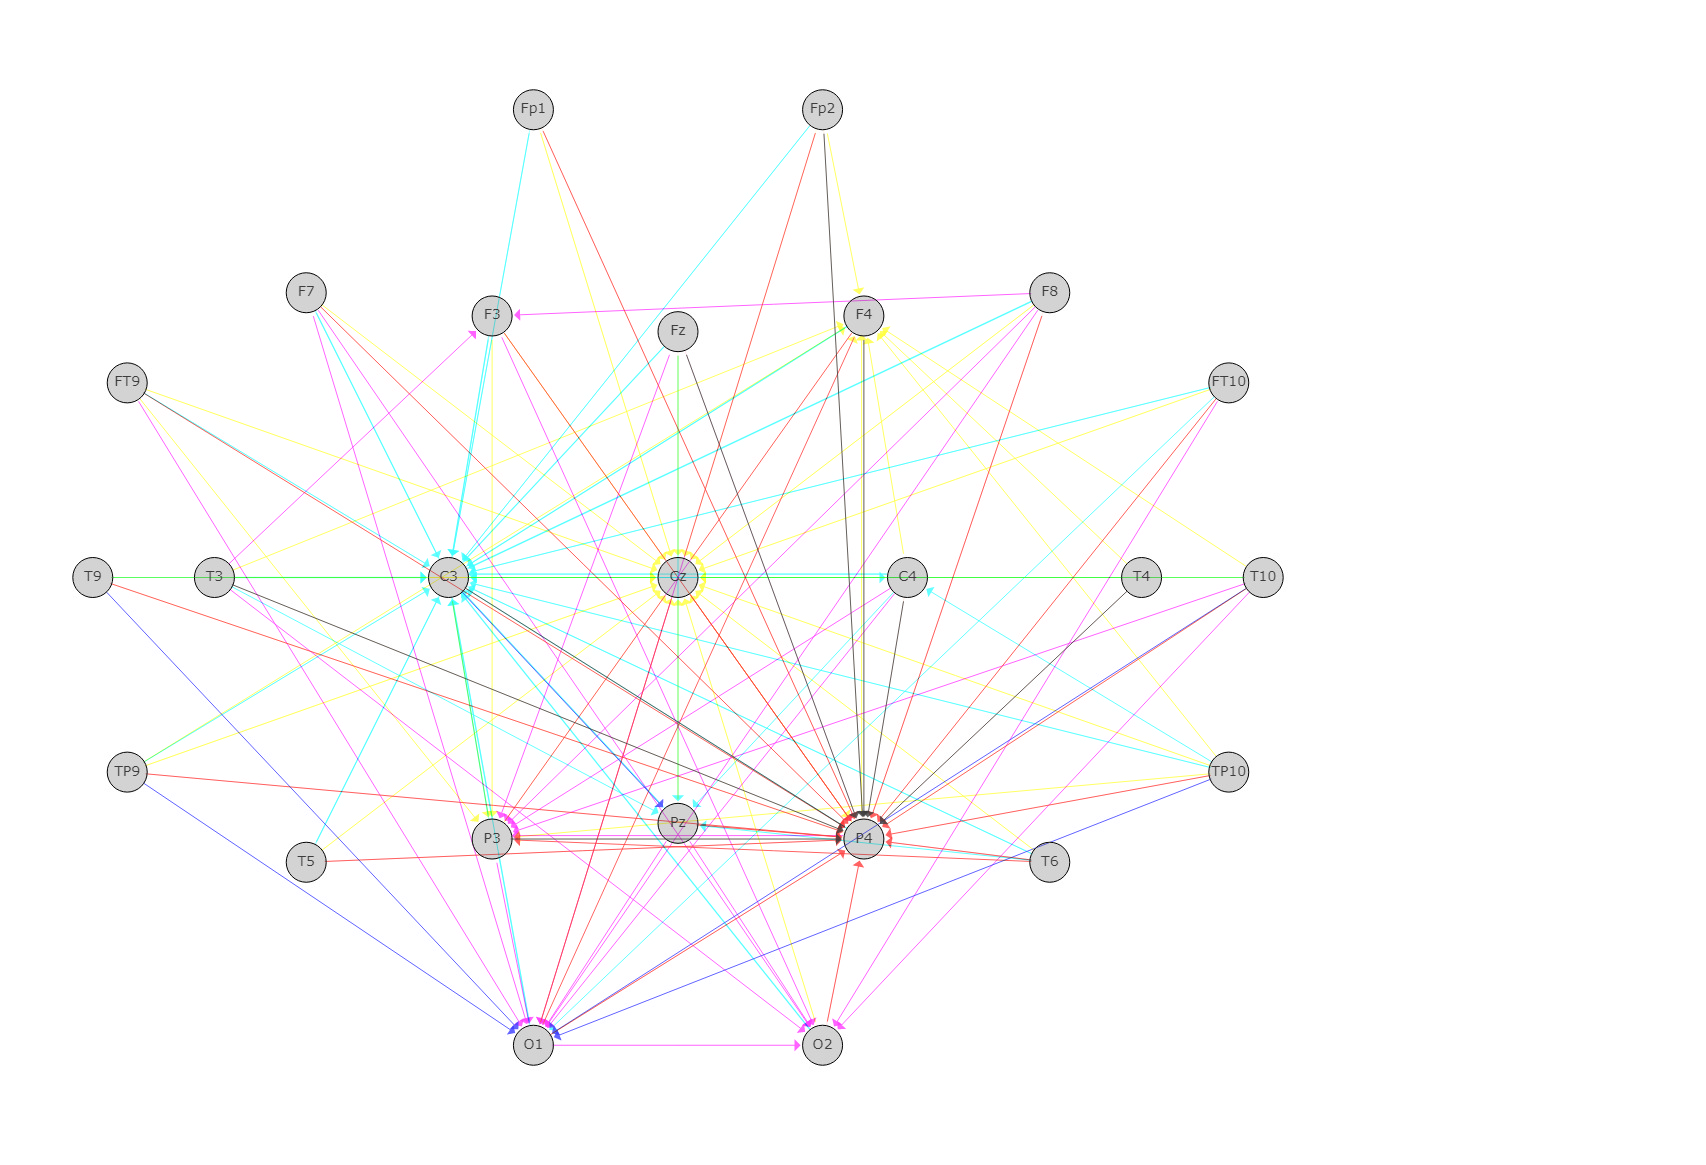 Fp1 Fp2
F7 F3 Fz F4 F8
FT9 FT10
T9 T3 C3 Cz C4 T4 T10
TP9 TP10
T5 P3 Pz P4 T6
O1 O2